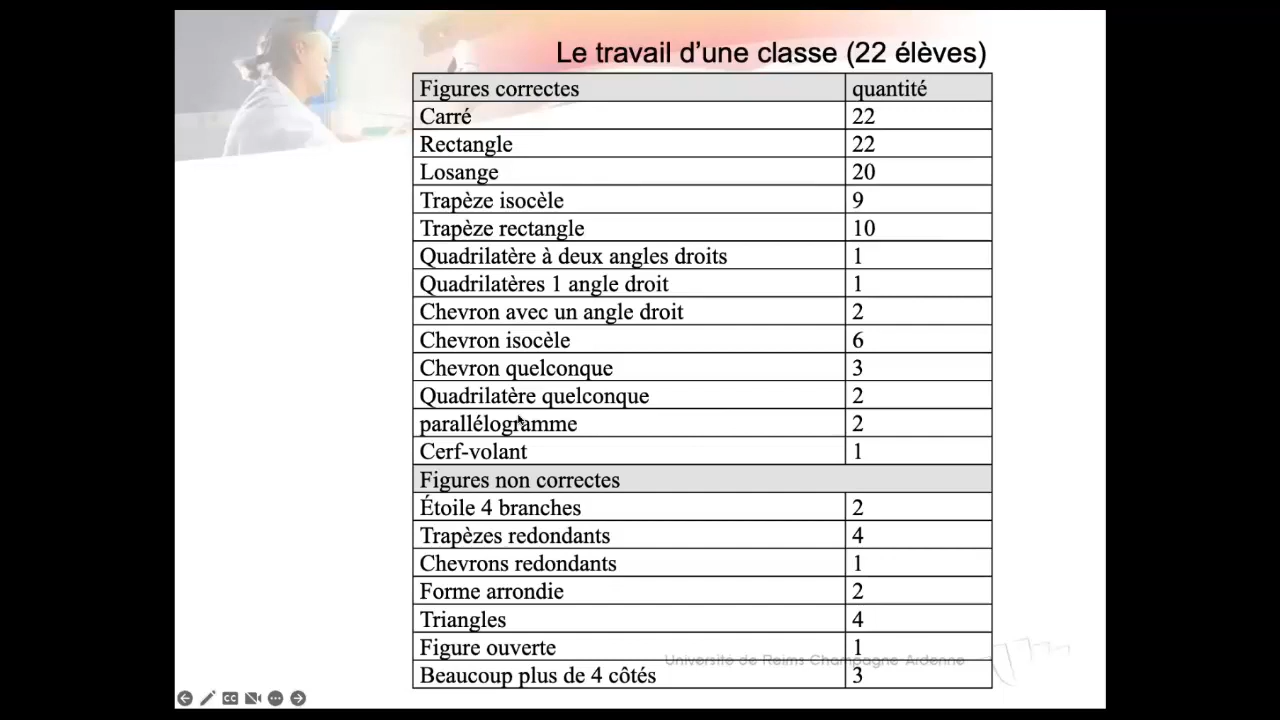 Le travail d'une classe (22 élèves)
Figures correctes quantité
Carré 22
Rectangle 22
Losange 20
Trapèze isocèle 9
Trapèze rectangle 10
Quadrilatère à deux angles droits 1
Quadrilatères 1 angle droit 1
Chevron avec un angle droit 2
Chevron isocèle 6
Chevron quelconque 3
Quadrilatère quelconque 2
parallélogramme 2
Cerf-volant 1
Figures non correctes
Étoile 4 branches 2
Trapèzes redondants 4
Chevrons redondants 1
Forme arrondie 2
Triangles 4
Figure ouverte 1
Université de Reims Champagne-Ardenne
Beaucoup plus de 4 côtés 3
CC